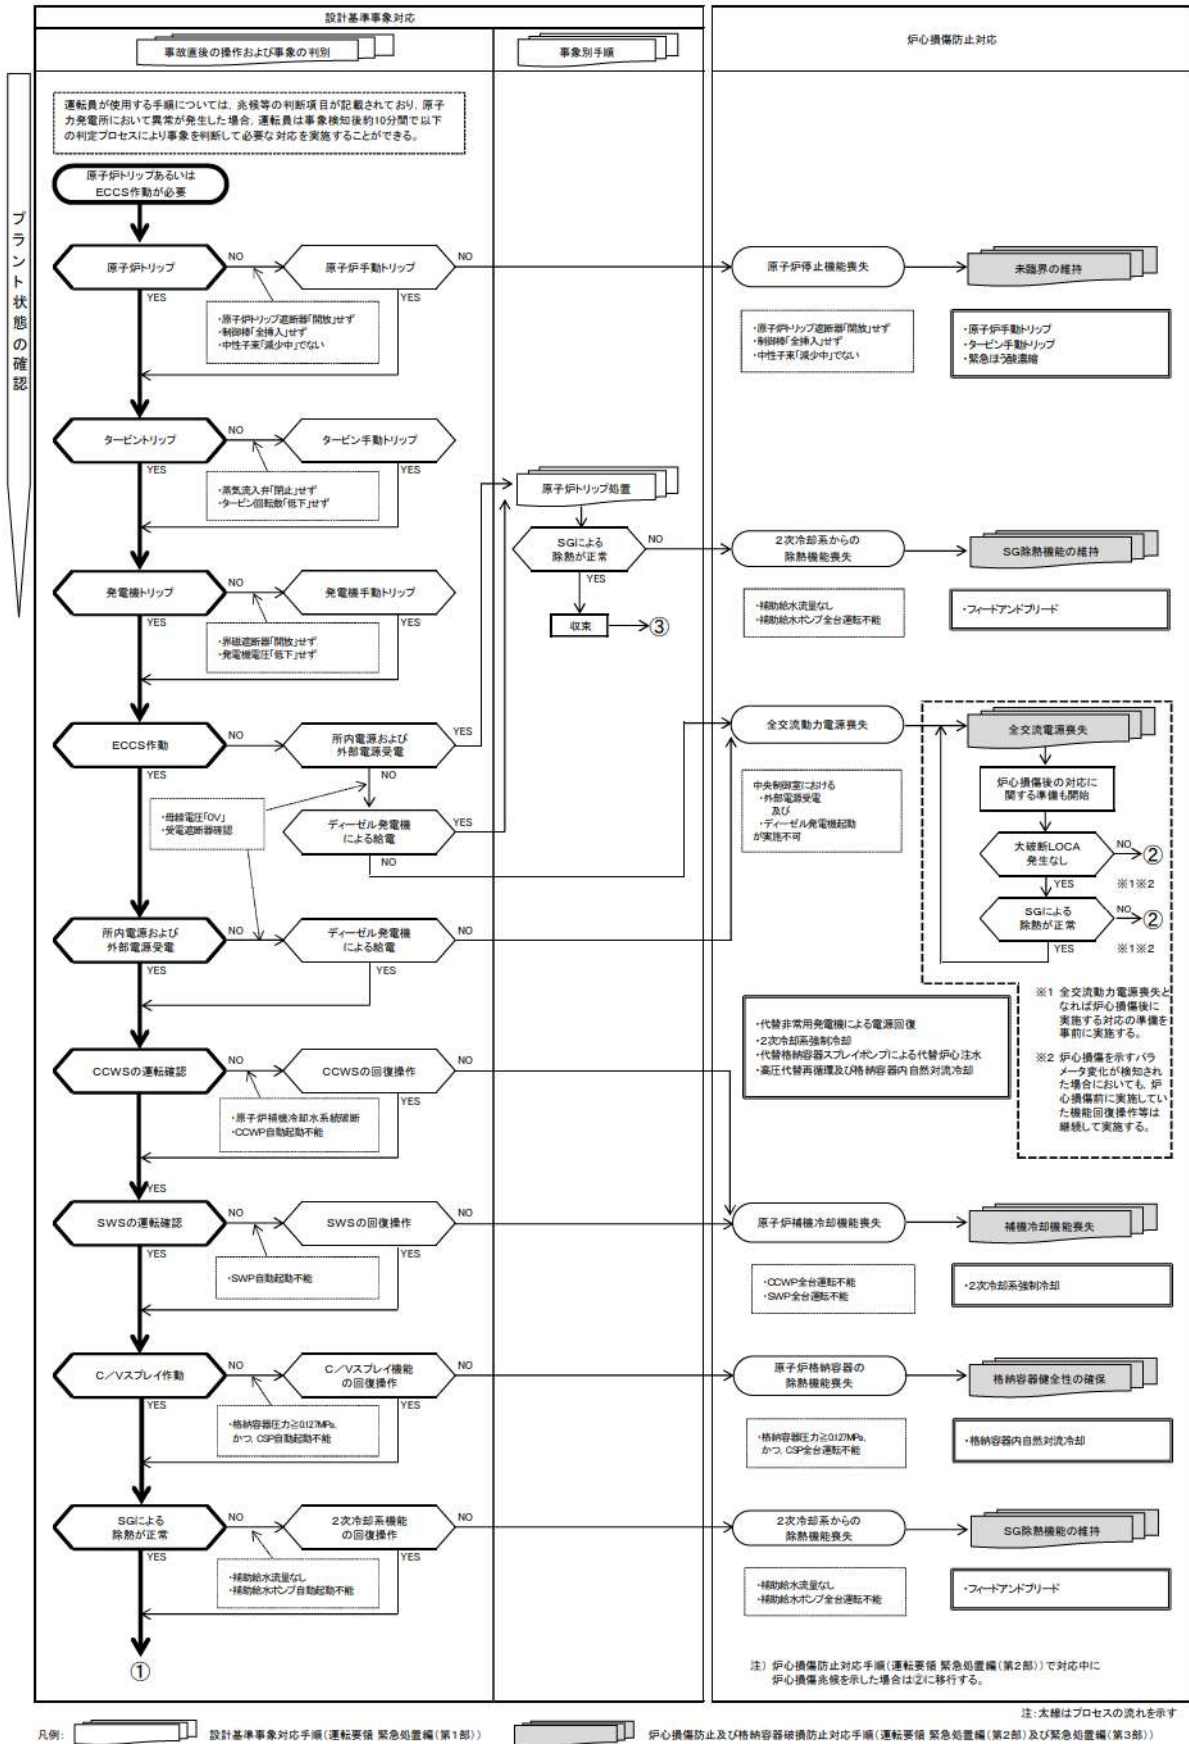 設計基準事象対応
事故直後の操作および事象の判別
事象別手順
炉心損傷防止対応
プラント状態の確認
運転員が使用する手順については、兆候等の判断項目が記載されており、原子
力発電所において異常が発生した場合、運転員は事象検知後約10分間で以下
の判定プロセスにより事象を判断して必要な対応を実施することができる。
原子炉トリップあるいは
ECCS作動が必要
原子炉トリップ
NO
原子炉手動トリップ
NO
原子炉停止機能喪失
未臨界の維持
YES
YES
・原子炉トリップ遮断器「開放」せず
・制御棒「全挿入」せず
・中性子束「減少中」でない
・原子炉トリップ遮断器「開放」せず
・制御棒「全挿入」せず
・中性子束「減少中」でない
・原子炉手動トリップ
・タービン手動トリップ
・緊急ほう酸濃縮
タービントリップ
NO
タービン手動トリップ
YES
YES
・蒸気流入弁「閉止」せず
・タービン回転数「低下」せず
原子炉トリップ処置
SGによる
除熱が正常
NO
YES
収束
③
2次冷却系からの
除熱機能喪失
SG除熱機能の維持
・補助給水流量なし
・補助給水ポンプ全台運転不能
・フィードアンドブリード
発電機トリップ
NO
発電機手動トリップ
YES
YES
・界磁遮断器「開放」せず
・発電機電圧「低下」せず
ECCS作動
NO
所内電源および
外部電源受電
YES
YES
NO
・母線電圧「0V」
・受電遮断器確認
ディーゼル発電機
による給電
YES
NO
全交流動力電源喪失
全交流電源喪失
中央制御室における
・外部電源受電
及び
・ディーゼル発電機起動
が実施不可
炉心損傷後の対応に
関する準備も開始
大破断LOCA
発生なし
NO
②
YES
※1※2
SGによる
除熱が正常
NO
②
YES
※1※2
所内電源および
外部電源受電
NO
ディーゼル発電機
による給電
NO
YES
YES
※1 全交流動力電源喪失と
なれば炉心損傷後に
実施する対応の準備を
事前に実施する。
※2 炉心損傷を示すパラ
メータ変化が検知され
た場合においても、炉
心損傷前に実施してい
た機能回復操作等は
継続して実施する。
・代替非常用発電機による電源回復
・2次冷却系強制冷却
・代替格納容器スプレイポンプによる代替炉心注水
・高圧代替再循環及び格納容器内自然対流冷却
CCWSの運転確認
NO
CCWSの回復操作
NO
YES
YES
・原子炉補機冷却水系統破断
・CCWP自動起動不能
SWSの運転確認
NO
SWSの回復操作
NO
原子炉補機冷却機能喪失
補機冷却機能喪失
YES
YES
・SWP自動起動不能
・CCWP全台運転不能
・SWP全台運転不能
・2次冷却系強制冷却
C／Vスプレイ作動
NO
C／Vスプレイ機能
の回復操作
NO
原子炉格納容器の
除熱機能喪失
格納容器健全性の確保
YES
YES
・格納容器圧力≧0.127MPa、
かつ、CSP自動起動不能
・格納容器圧力≧0.127MPa、
かつ、CSP全台運転不能
・格納容器内自然対流冷却
SGによる
除熱が正常
NO
2次冷却系機能
の回復操作
NO
2次冷却系からの
除熱機能喪失
SG除熱機能の維持
YES
YES
・補助給水流量なし
・補助給水ポンプ自動起動不能
・補助給水流量なし
・補助給水ポンプ全台運転不能
・フィードアンドブリード
①
注）炉心損傷防止対応手順（運転要領 緊急処置編（第2部））で対応中に
炉心損傷兆候を示した場合は②に移行する。
注：太線はプロセスの流れを示す
凡例：
設計基準事象対応手順（運転要領 緊急処置編（第1部））
炉心損傷防止及び格納容器破損防止対応手順（運転要領 緊急処置編（第2部）及び緊急処置編（第3部））